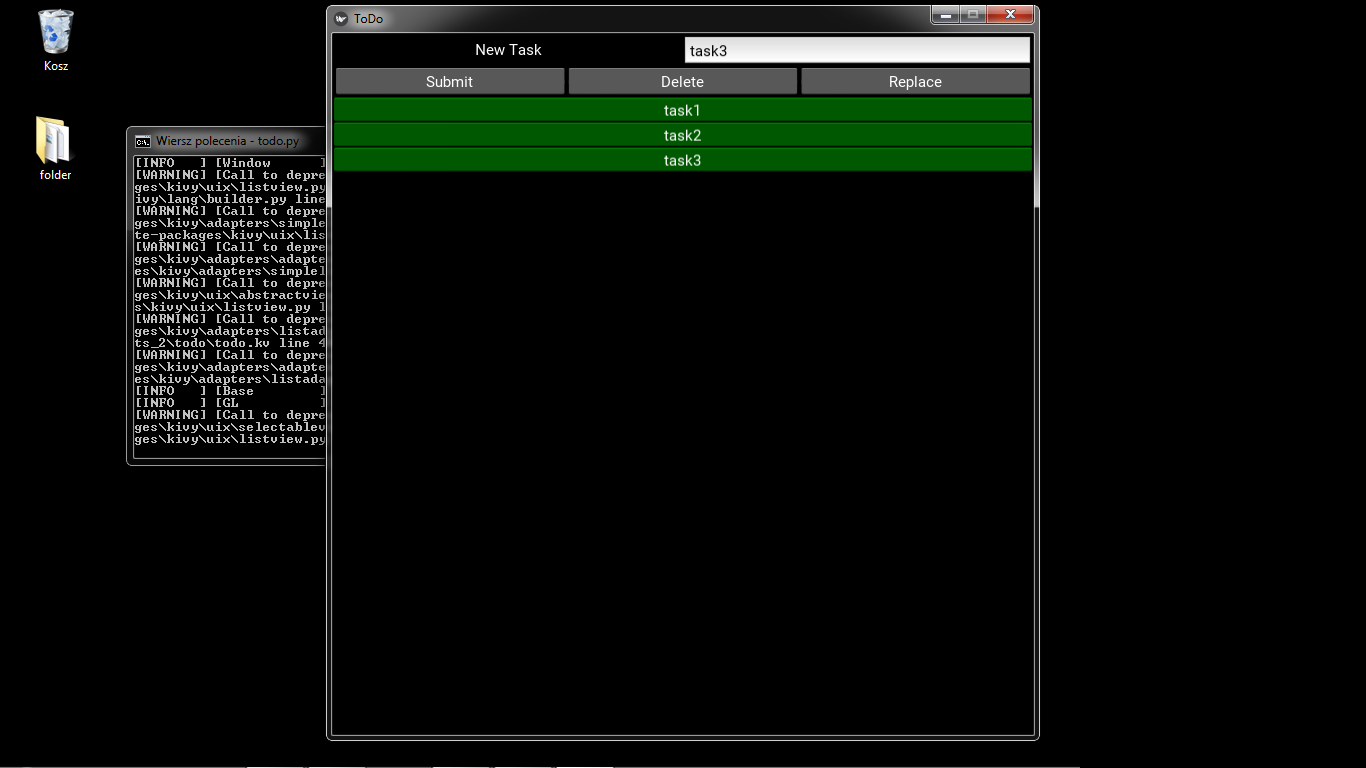 Kosz
folder
Wiersz polecenia - todo.py
[INFO   ] [Window      ]
[WARNING] [Call to depre
ges\kivy\uix\listview.py
ivy\lang\builder.py line
[WARNING] [Call to depre
ges\kivy\adapters\simple
te-packages\kivy\uix\lis
[WARNING] [Call to depre
ges\kivy\adapters\adapte
es\kivy\adapters\simplel
[WARNING] [Call to depre
ges\kivy\uix\abstractvie
s\kivy\uix\listview.py l
[WARNING] [Call to depre
ges\kivy\adapters\listad
ts_2\todo\todo.kv line 4
[WARNING] [Call to depre
ges\kivy\adapters\adapte
es\kivy\adapters\listada
[INFO   ] [Base        ]
[INFO   ] [GL          ]
[WARNING] [Call to depre
ges\kivy\uix\selectablev
ges\kivy\uix\listview.py
ToDo
New Task task3
Submit Delete Replace
task1
task2
task3